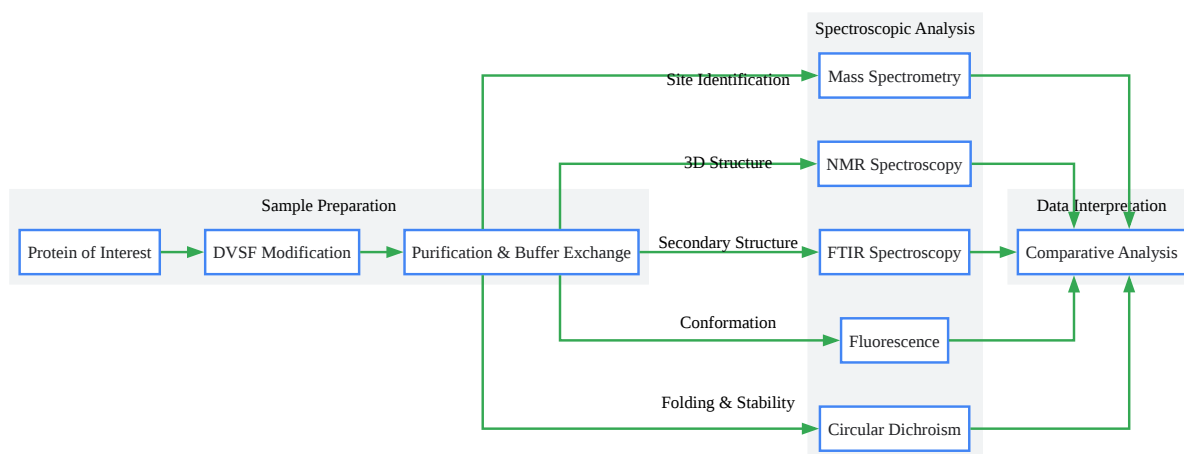 Spectroscopic Analysis
Site Identification
Mass Spectrometry
3D Structure
NMR Spectroscopy
Sample Preparation
Data Interpretation
Protein of Interest
DVSF Modification
Purification & Buffer Exchange
Secondary Structure
FTIR Spectroscopy
Comparative Analysis
Conformation
Fluorescence
Folding & Stability
Circular Dichroism